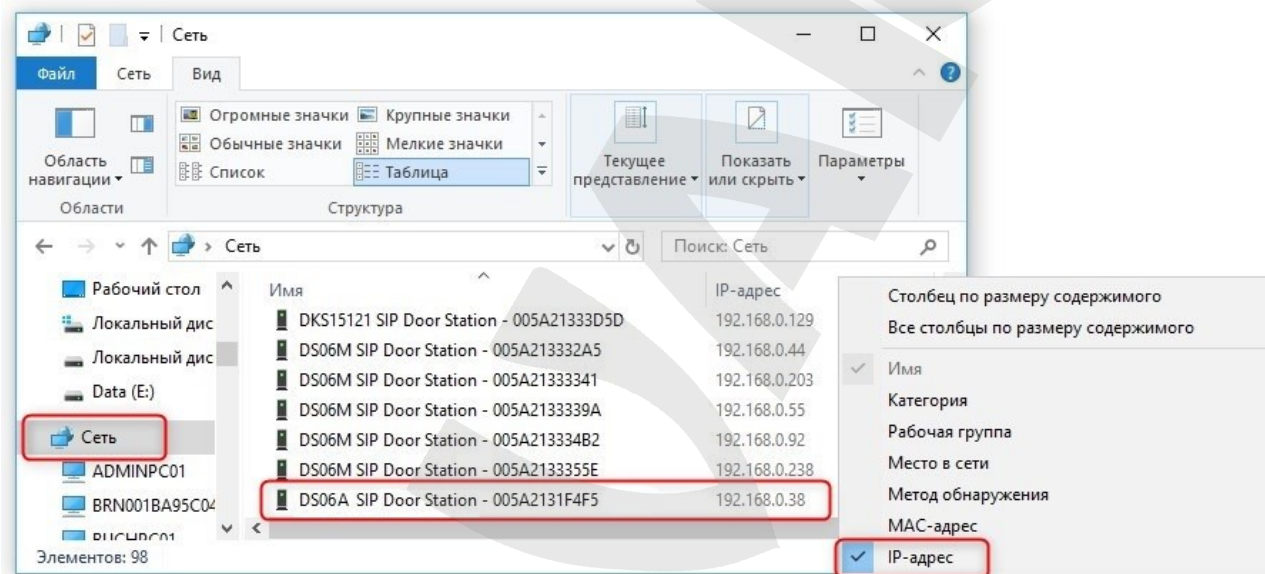 Сеть
Файл Сеть Вид
Огромные значки Крупные значки
Обычные значки Мелкие значки
Список Таблица
Область навигации
Текущее представление
Показать или скрыть
Параметры
Области Структура
Сеть Поиск: Сеть
Рабочий стол
Локальный дис
Локальный дис
Data (E:)
Сеть
ADMINPC01
BRN001BA95C04
Имя IP-адрес
DKS15121 SIP Door Station - 005A21333D5D 192.168.0.129
DS06M SIP Door Station - 005A213332A5 192.168.0.44
DS06M SIP Door Station - 005A21333341 192.168.0.203
DS06M SIP Door Station - 005A2133339A 192.168.0.55
DS06M SIP Door Station - 005A213334B2 192.168.0.92
DS06M SIP Door Station - 005A2133355E 192.168.0.238
DS06A SIP Door Station - 005A2131F4F5 192.168.0.38
Элементов: 98
Столбец по размеру содержимого
Все столбцы по размеру содержимого
Имя
Категория
Рабочая группа
Место в сети
Метод обнаружения
MAC-адрес
IP-адрес